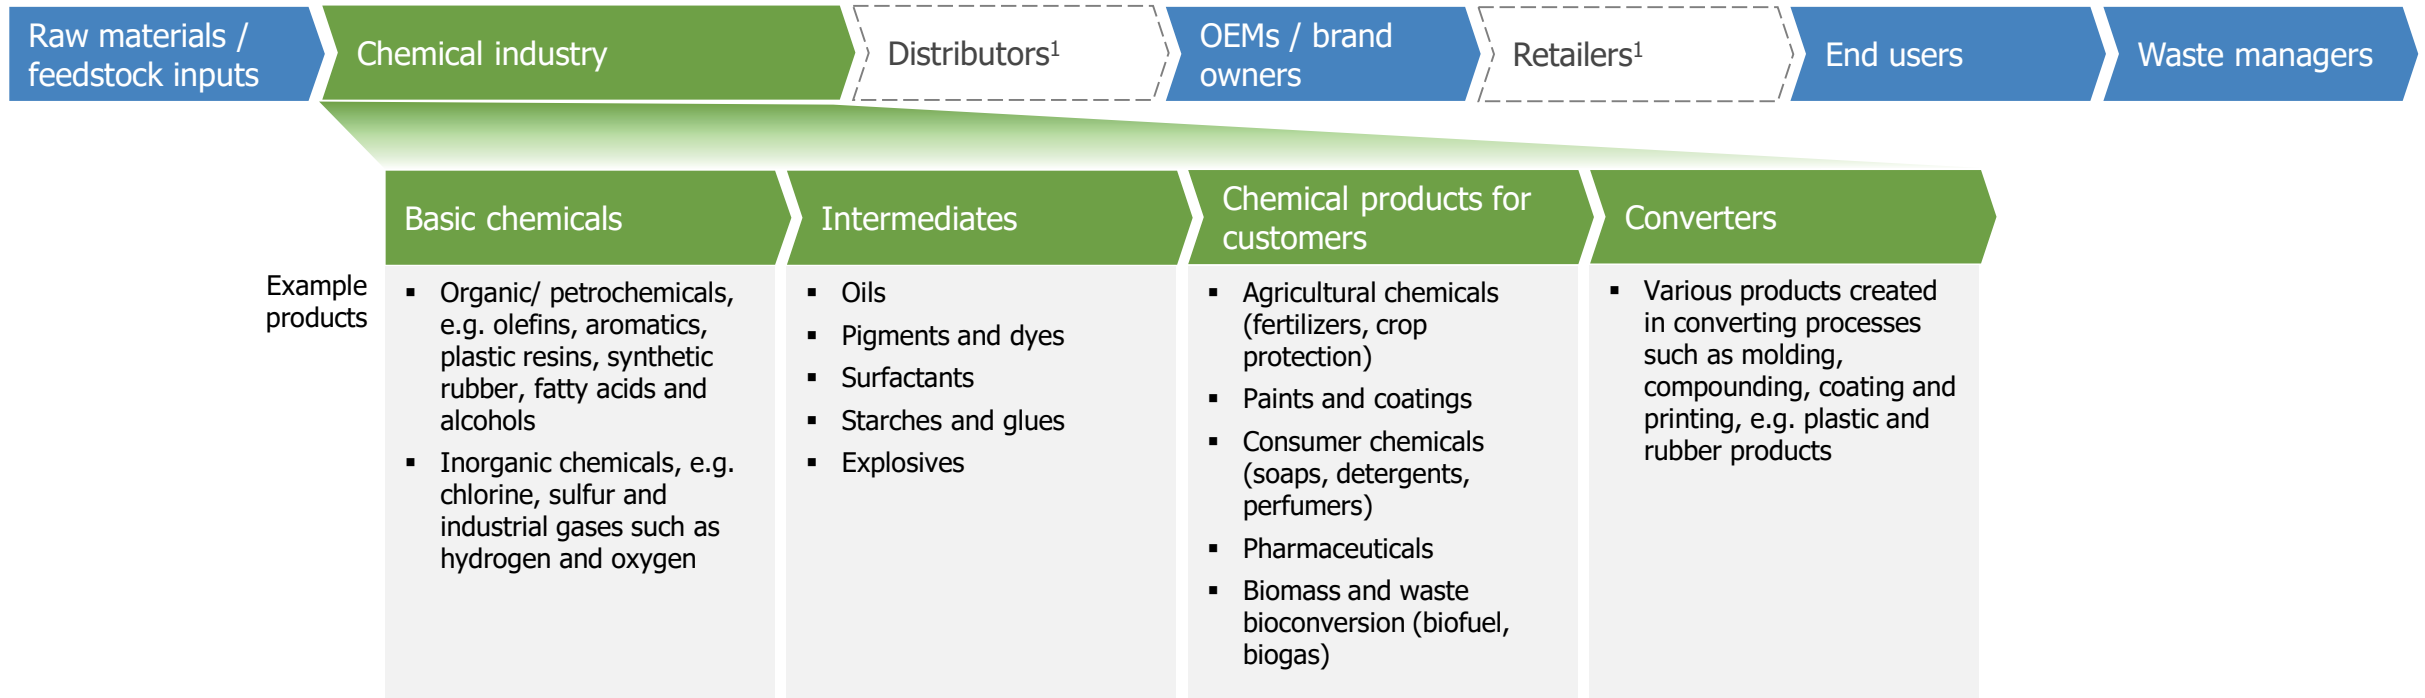 Raw materials /
feedstock inputs
Chemical industry
Distributors¹
OEMs / brand
owners
Retailers¹
End users
Waste managers
Basic chemicals
Intermediates
Chemical products for
customers
Converters
Example
products
▪ Organic/ petrochemicals,
e.g. olefins, aromatics,
plastic resins, synthetic
rubber, fatty acids and
alcohols
▪ Inorganic chemicals, e.g.
chlorine, sulfur and
industrial gases such as
hydrogen and oxygen
▪ Oils
▪ Pigments and dyes
▪ Surfactants
▪ Starches and glues
▪ Explosives
▪ Agricultural chemicals
(fertilizers, crop
protection)
▪ Paints and coatings
▪ Consumer chemicals
(soaps, detergents,
perfumers)
▪ Pharmaceuticals
▪ Biomass and waste
bioconversion (biofuel,
biogas)
▪ Various products created
in converting processes
such as molding,
compounding, coating and
printing, e.g. plastic and
rubber products